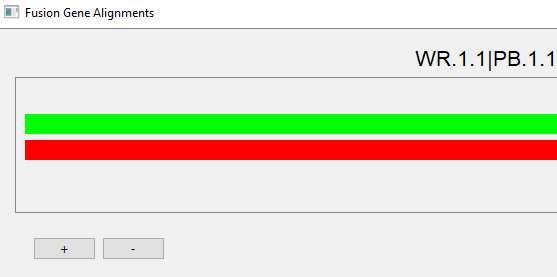 Fusion Gene Alignments
WR.1.1|PB.1.1
+
-